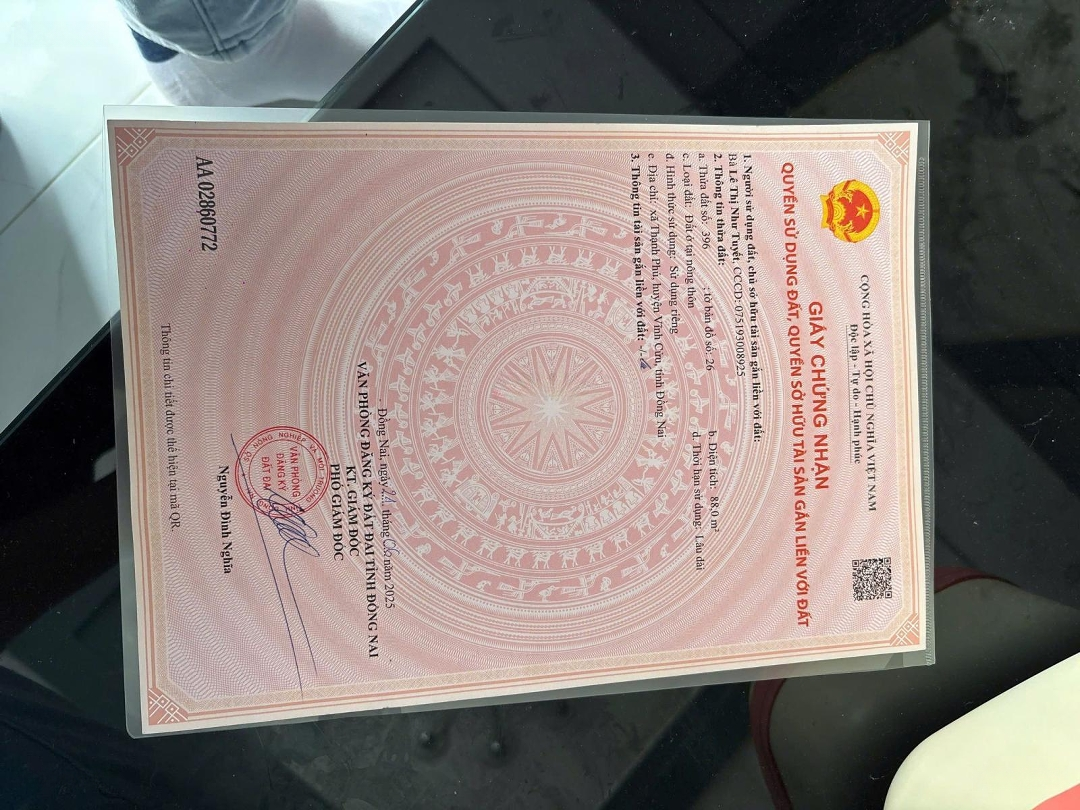 CỘNG HÒA XÃ HỘI CHỦ NGHĨA VIỆT NAM
Độc lập - Tự do - Hạnh phúc
GIẤY CHỨNG NHẬN
QUYỀN SỬ DỤNG ĐẤT, QUYỀN SỞ HỮU TÀI SẢN GẮN LIỀN VỚI ĐẤT
1. Người sử dụng đất, chủ sở hữu tài sản gắn liền với đất:
Bà Lê Thị Như Tuyết, CCCD: 075193008925
2. Thông tin thửa đất:
a. Thửa đất số: 396 ; tờ bản đồ số: 26 b. Diện tích: 88,0 m²
c. Loại đất: Đất ở tại nông thôn d. Thời hạn sử dụng: Lâu dài
đ. Hình thức sử dụng: Sử dụng riêng
e. Địa chỉ: xã Thạnh Phú, huyện Vĩnh Cửu, tỉnh Đồng Nai
3. Thông tin tài sản gắn liền với đất: -/-
Đồng Nai, ngày tháng năm 2025
VĂN PHÒNG ĐĂNG KÝ ĐẤT ĐAI TỈNH ĐỒNG NAI
KT. GIÁM ĐỐC
PHÓ GIÁM ĐỐC
VĂN PHÒNG
ĐĂNG KÝ
ĐẤT ĐAI
Nguyễn Đình Nghĩa
AA 02860772
Thông tin chi tiết được thể hiện tại mã QR.